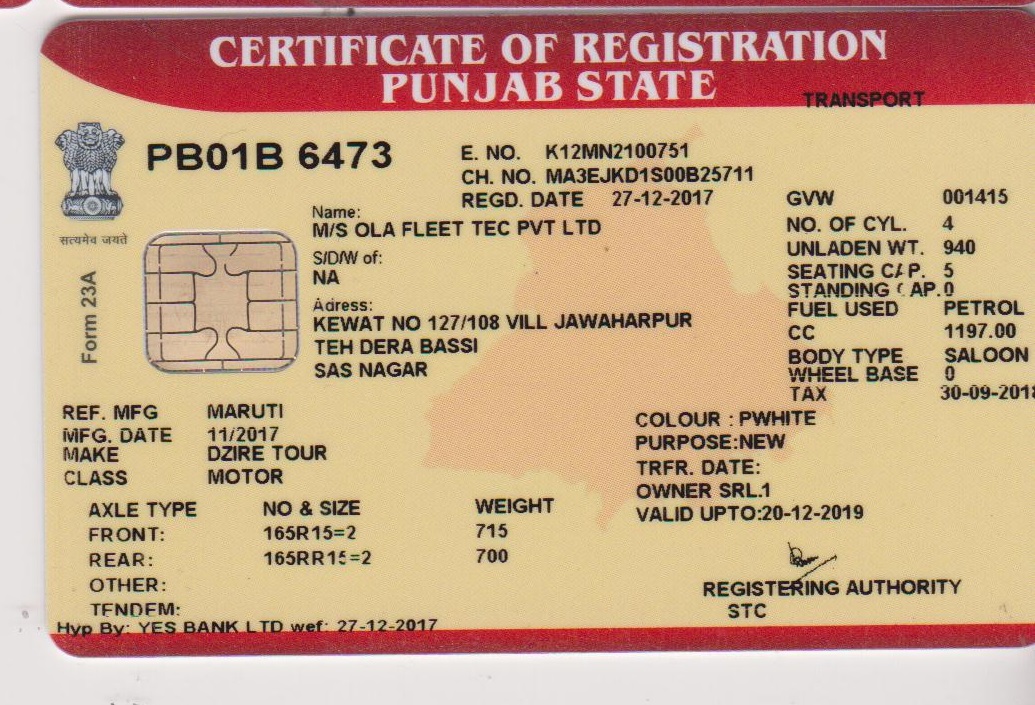 CERTIFICATE OF REGISTRATION
PUNJAB STATE
TRANSPORT
PB01B 6473
E. NO. K12MN2100751
CH. NO. MA3EJKD1S00B25711
REGD. DATE 27-12-2017
सत्यमेव जयते
Form 23A
Name:
M/S OLA FLEET TEC PVT LTD
S/D/W of:
NA
Adress:
KEWAT NO 127/108 VILL JAWAHARPUR
TEH DERA BASSI
SAS NAGAR
GVW 001415
NO. OF CYL. 4
UNLADEN WT. 940
SEATING CAP. 5
STANDING CAP. 0
FUEL USED PETROL
CC 1197.00
BODY TYPE SALOON
WHEEL BASE 0
TAX 30-09-2018
REF. MFG MARUTI
MFG. DATE 11/2017
MAKE DZIRE TOUR
CLASS MOTOR
COLOUR : PWHITE
PURPOSE:NEW
TRFR. DATE:
OWNER SRL.1
VALID UPTO:20-12-2019
AXLE TYPE NO & SIZE WEIGHT
FRONT: 165R15=2 715
REAR: 165RR15=2 700
OTHER:
TENDEM:
Hyp By: YES BANK LTD wef: 27-12-2017
REGISTERING AUTHORITY
STC